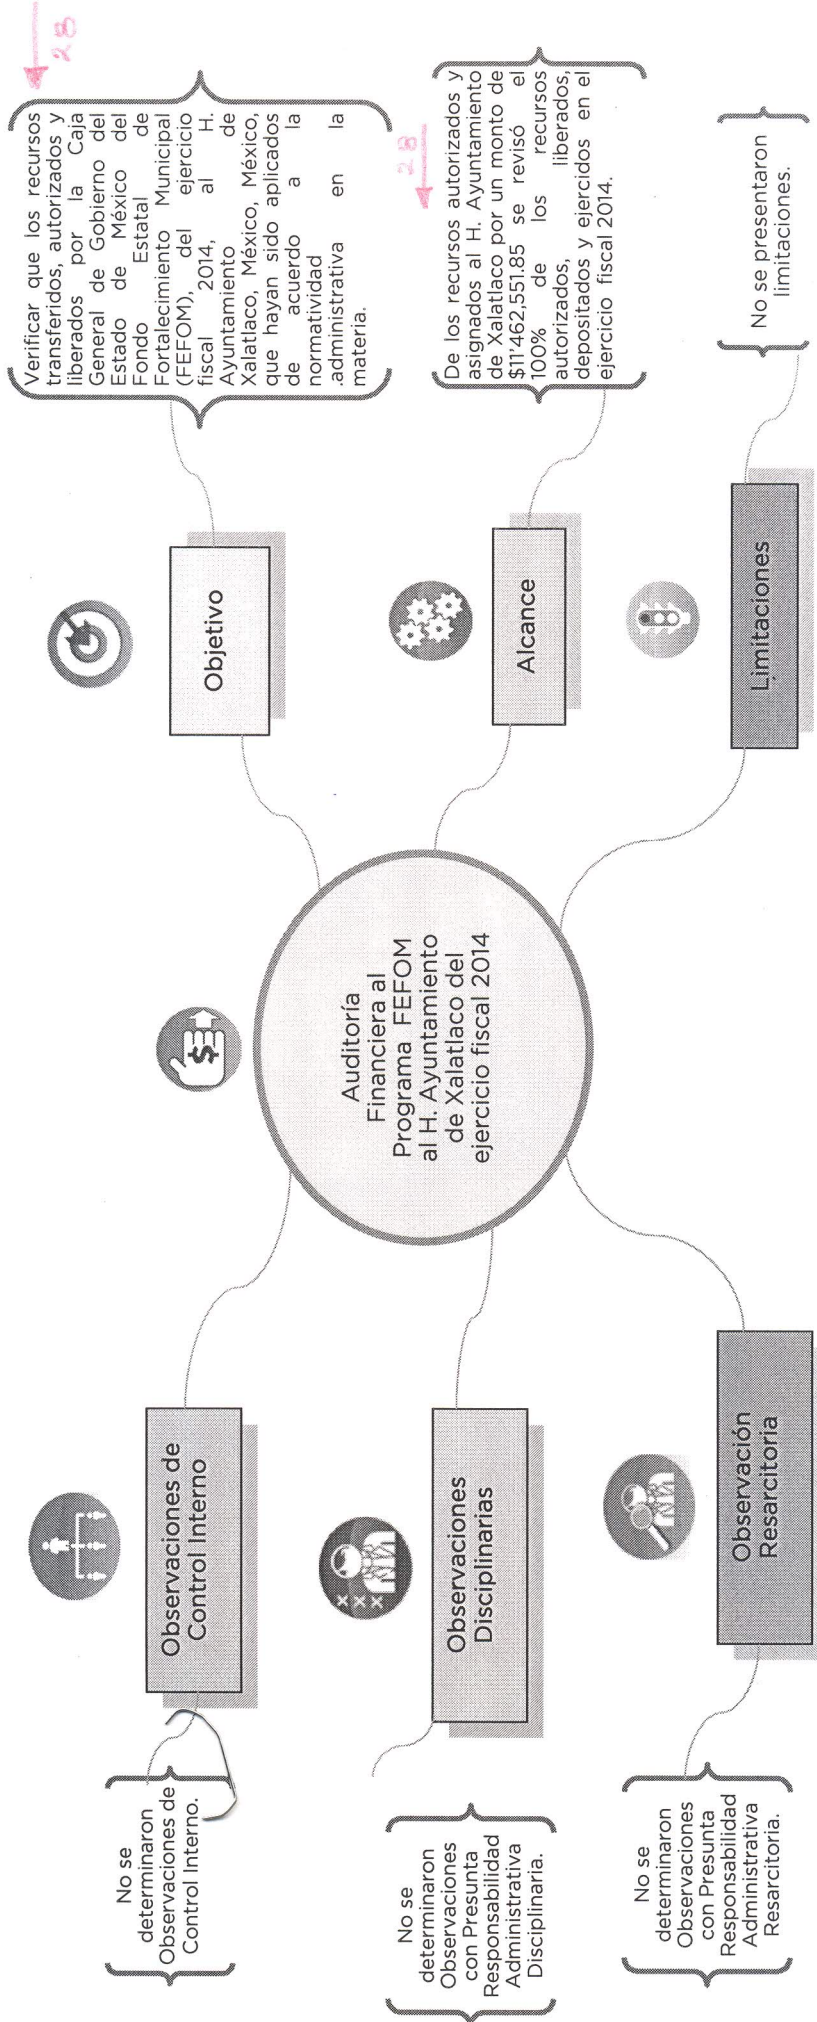 Auditoría
Financiera al
Programa FEFOM
al H. Ayuntamiento
de Xalatlaco del
ejercicio fiscal 2014
Objetivo
Verificar que los recursos
transferidos, autorizados y
liberados por la Caja
General de Gobierno del
Estado de México del
Fondo Estatal de
Fortalecimiento Municipal
(FEFOM), del ejercicio
fiscal 2014, al H.
Ayuntamiento de
Xalatlaco, México, México,
que hayan sido aplicados
de acuerdo a la
normatividad
.administrativa en la
materia.
28
Alcance
De los recursos autorizados y
asignados al H. Ayuntamiento
de Xalatlaco por un monto de
$11'462,551.85 se revisó el
100% de los recursos
autorizados, liberados,
depositados y ejercidos en el
ejercicio fiscal 2014.
28
Limitaciones
No se presentaron
limitaciones.
Observaciones de
Control Interno
No se
determinaron
Observaciones de
Control Interno.
Observaciones
Disciplinarias
No se
determinaron
Observaciones
con Presunta
Responsabilidad
Administrativa
Disciplinaria.
Observación
Resarcitoria
No se
determinaron
Observaciones
con Presunta
Responsabilidad
Administrativa
Resarcitoria.
$
x x x